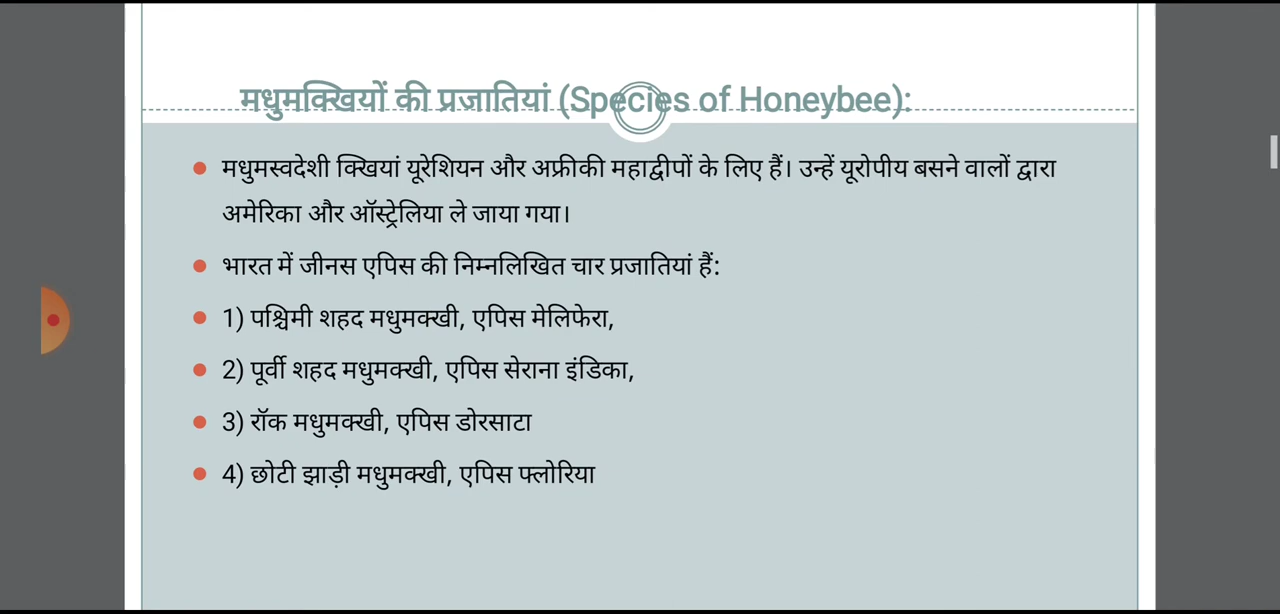 मधुमक्खियों की प्रजातियां (Species of Honeybee):
मधुमस्वदेशी क्खियां यूरेशियन और अफ्रीकी महाद्वीपों के लिए हैं। उन्हें यूरोपीय बसने वालों द्वारा
अमेरिका और ऑस्ट्रेलिया ले जाया गया।
भारत में जीनस एपिस की निम्नलिखित चार प्रजातियां हैं:
1) पश्चिमी शहद मधुमक्खी, एपिस मेलिफेरा,
2) पूर्वी शहद मधुमक्खी, एपिस सेराना इंडिका,
3) रॉक मधुमक्खी, एपिस डोरसाटा
4) छोटी झाड़ी मधुमक्खी, एपिस फ्लोरिया